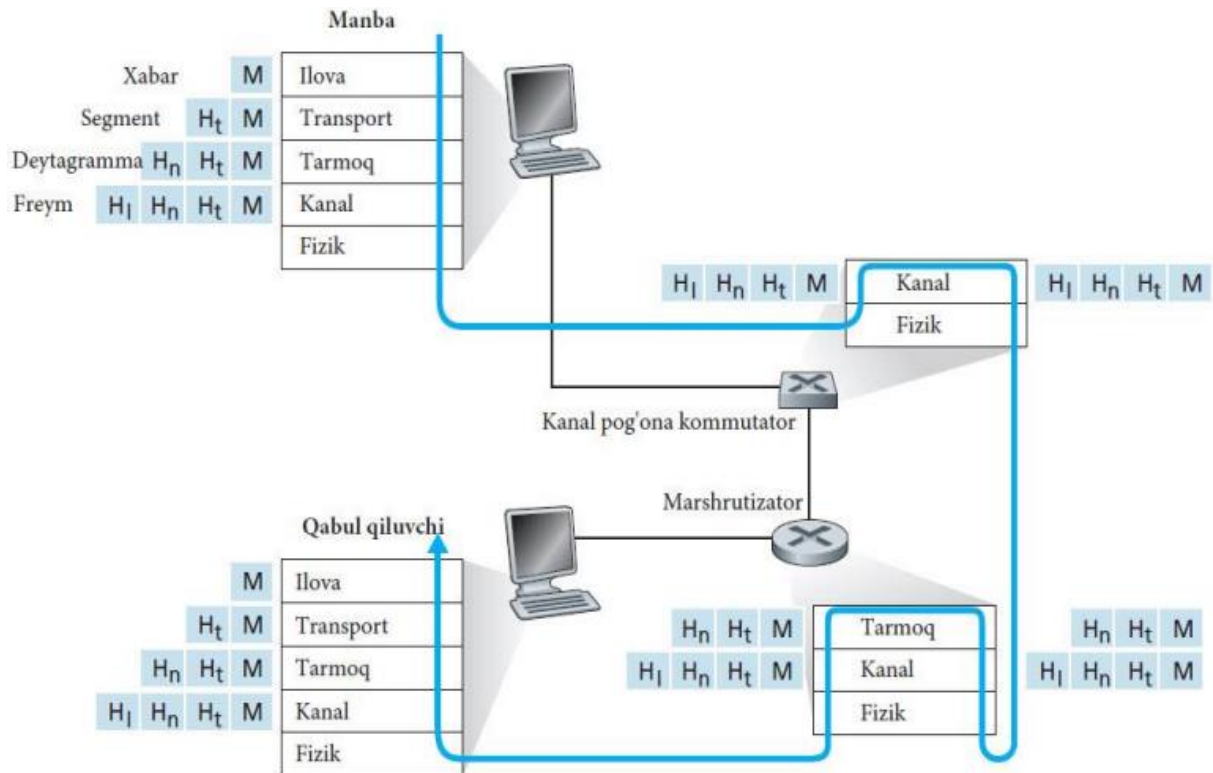 Manba
Xabar M Ilova
Segment Ht M Transport
Deytagramma Hn Ht M Tarmoq
Freym Hl Hn Ht M Kanal
Fizik
Hl Hn Ht M Kanal Hl Hn Ht M
Fizik
Kanal pog'ona kommutator
Marshrutizator
Qabul qiluvchi
M Ilova
Ht M Transport
Hn Ht M Tarmoq
Hl Hn Ht M Kanal
Fizik
Hn Ht M Tarmoq Hn Ht M
Hl Hn Ht M Kanal Hl Hn Ht M
Fizik